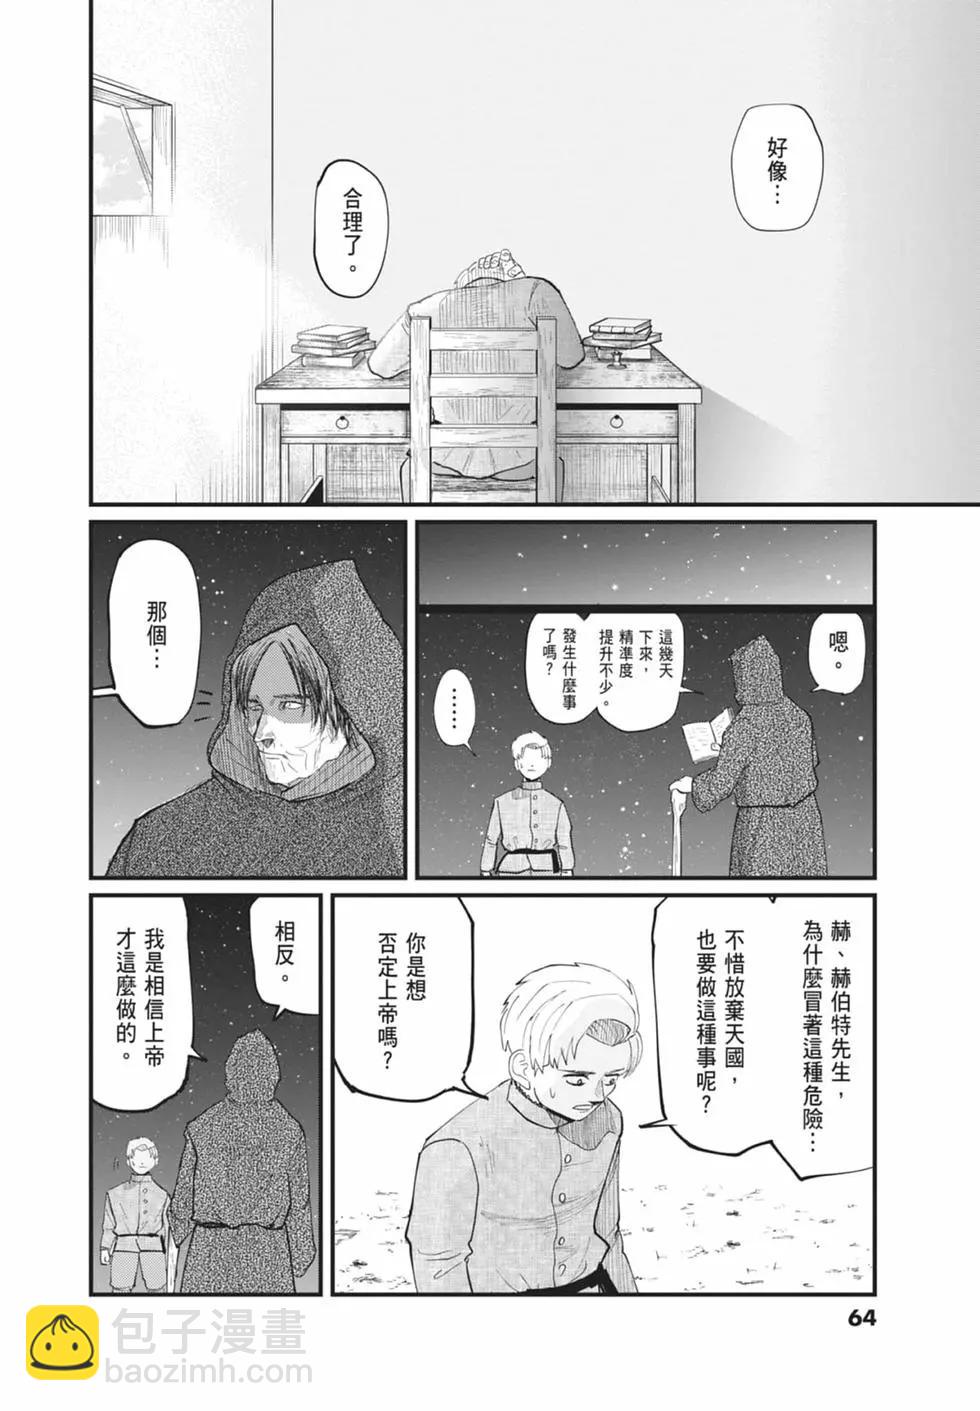 好像…
合理了。
嗯。
這幾天
下來，
精準度
提升不少。
發生什麼事
了嗎？
……
那個…
赫、赫伯特先生，
為什麼冒著這種危險…
不惜放棄天國，
也要做這種事呢？
你是想
否定上帝嗎？
相反。
我是相信上帝
才這麼做的。
64
包子漫畫
baozimh.com